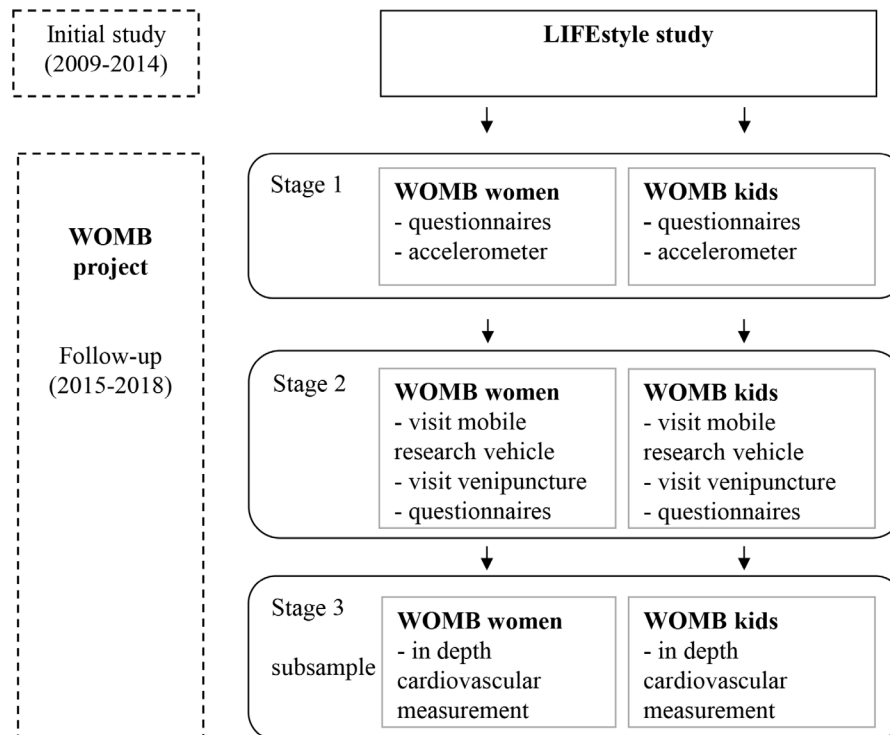 Initial study
(2009-2014)
LIFEstyle study
WOMB
project
Follow-up
(2015-2018)
Stage 1
WOMB women
- questionnaires
- accelerometer
WOMB kids
- questionnaires
- accelerometer
Stage 2
WOMB women
- visit mobile
research vehicle
- visit venipuncture
- questionnaires
WOMB kids
- visit mobile
research vehicle
- visit venipuncture
- questionnaires
Stage 3
subsample
WOMB women
- in depth
cardiovascular
measurement
WOMB kids
- in depth
cardiovascular
measurement